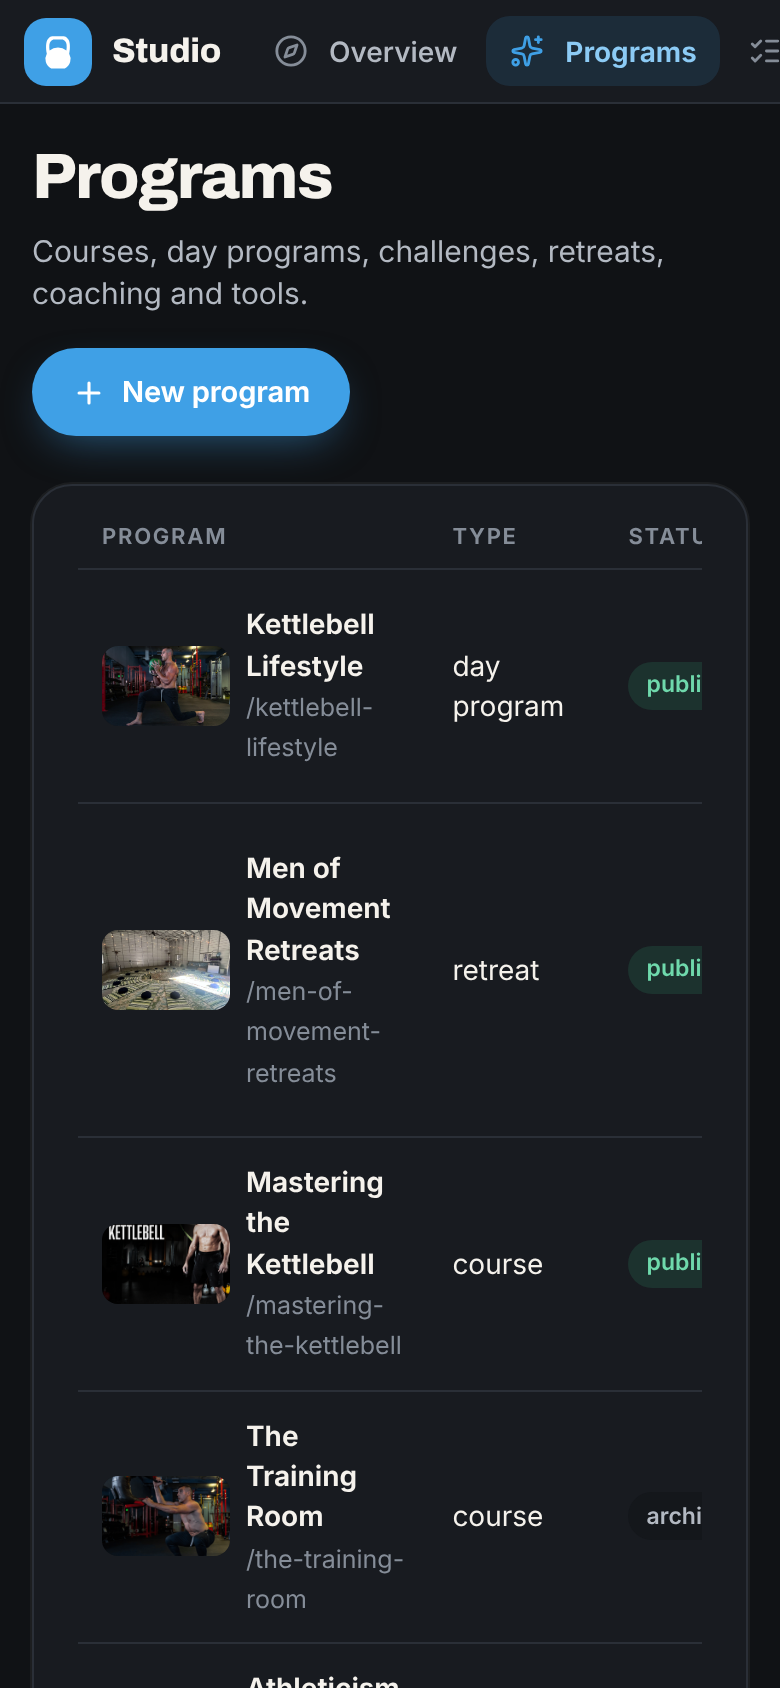 Studio
Overview
Programs
Programs
Courses, day programs, challenges, retreats,
coaching and tools.
New program
PROGRAM
TYPE
STATU
Kettlebell
Lifestyle
/kettlebell-
lifestyle
day
program
publi
Men of
Movement
Retreats
/men-of-
movement-
retreats
retreat
publi
KETTLEBELL
Mastering
the
Kettlebell
/mastering-
the-kettlebell
course
publi
The
Training
Room
/the-training-
room
course
archi
Athleticism